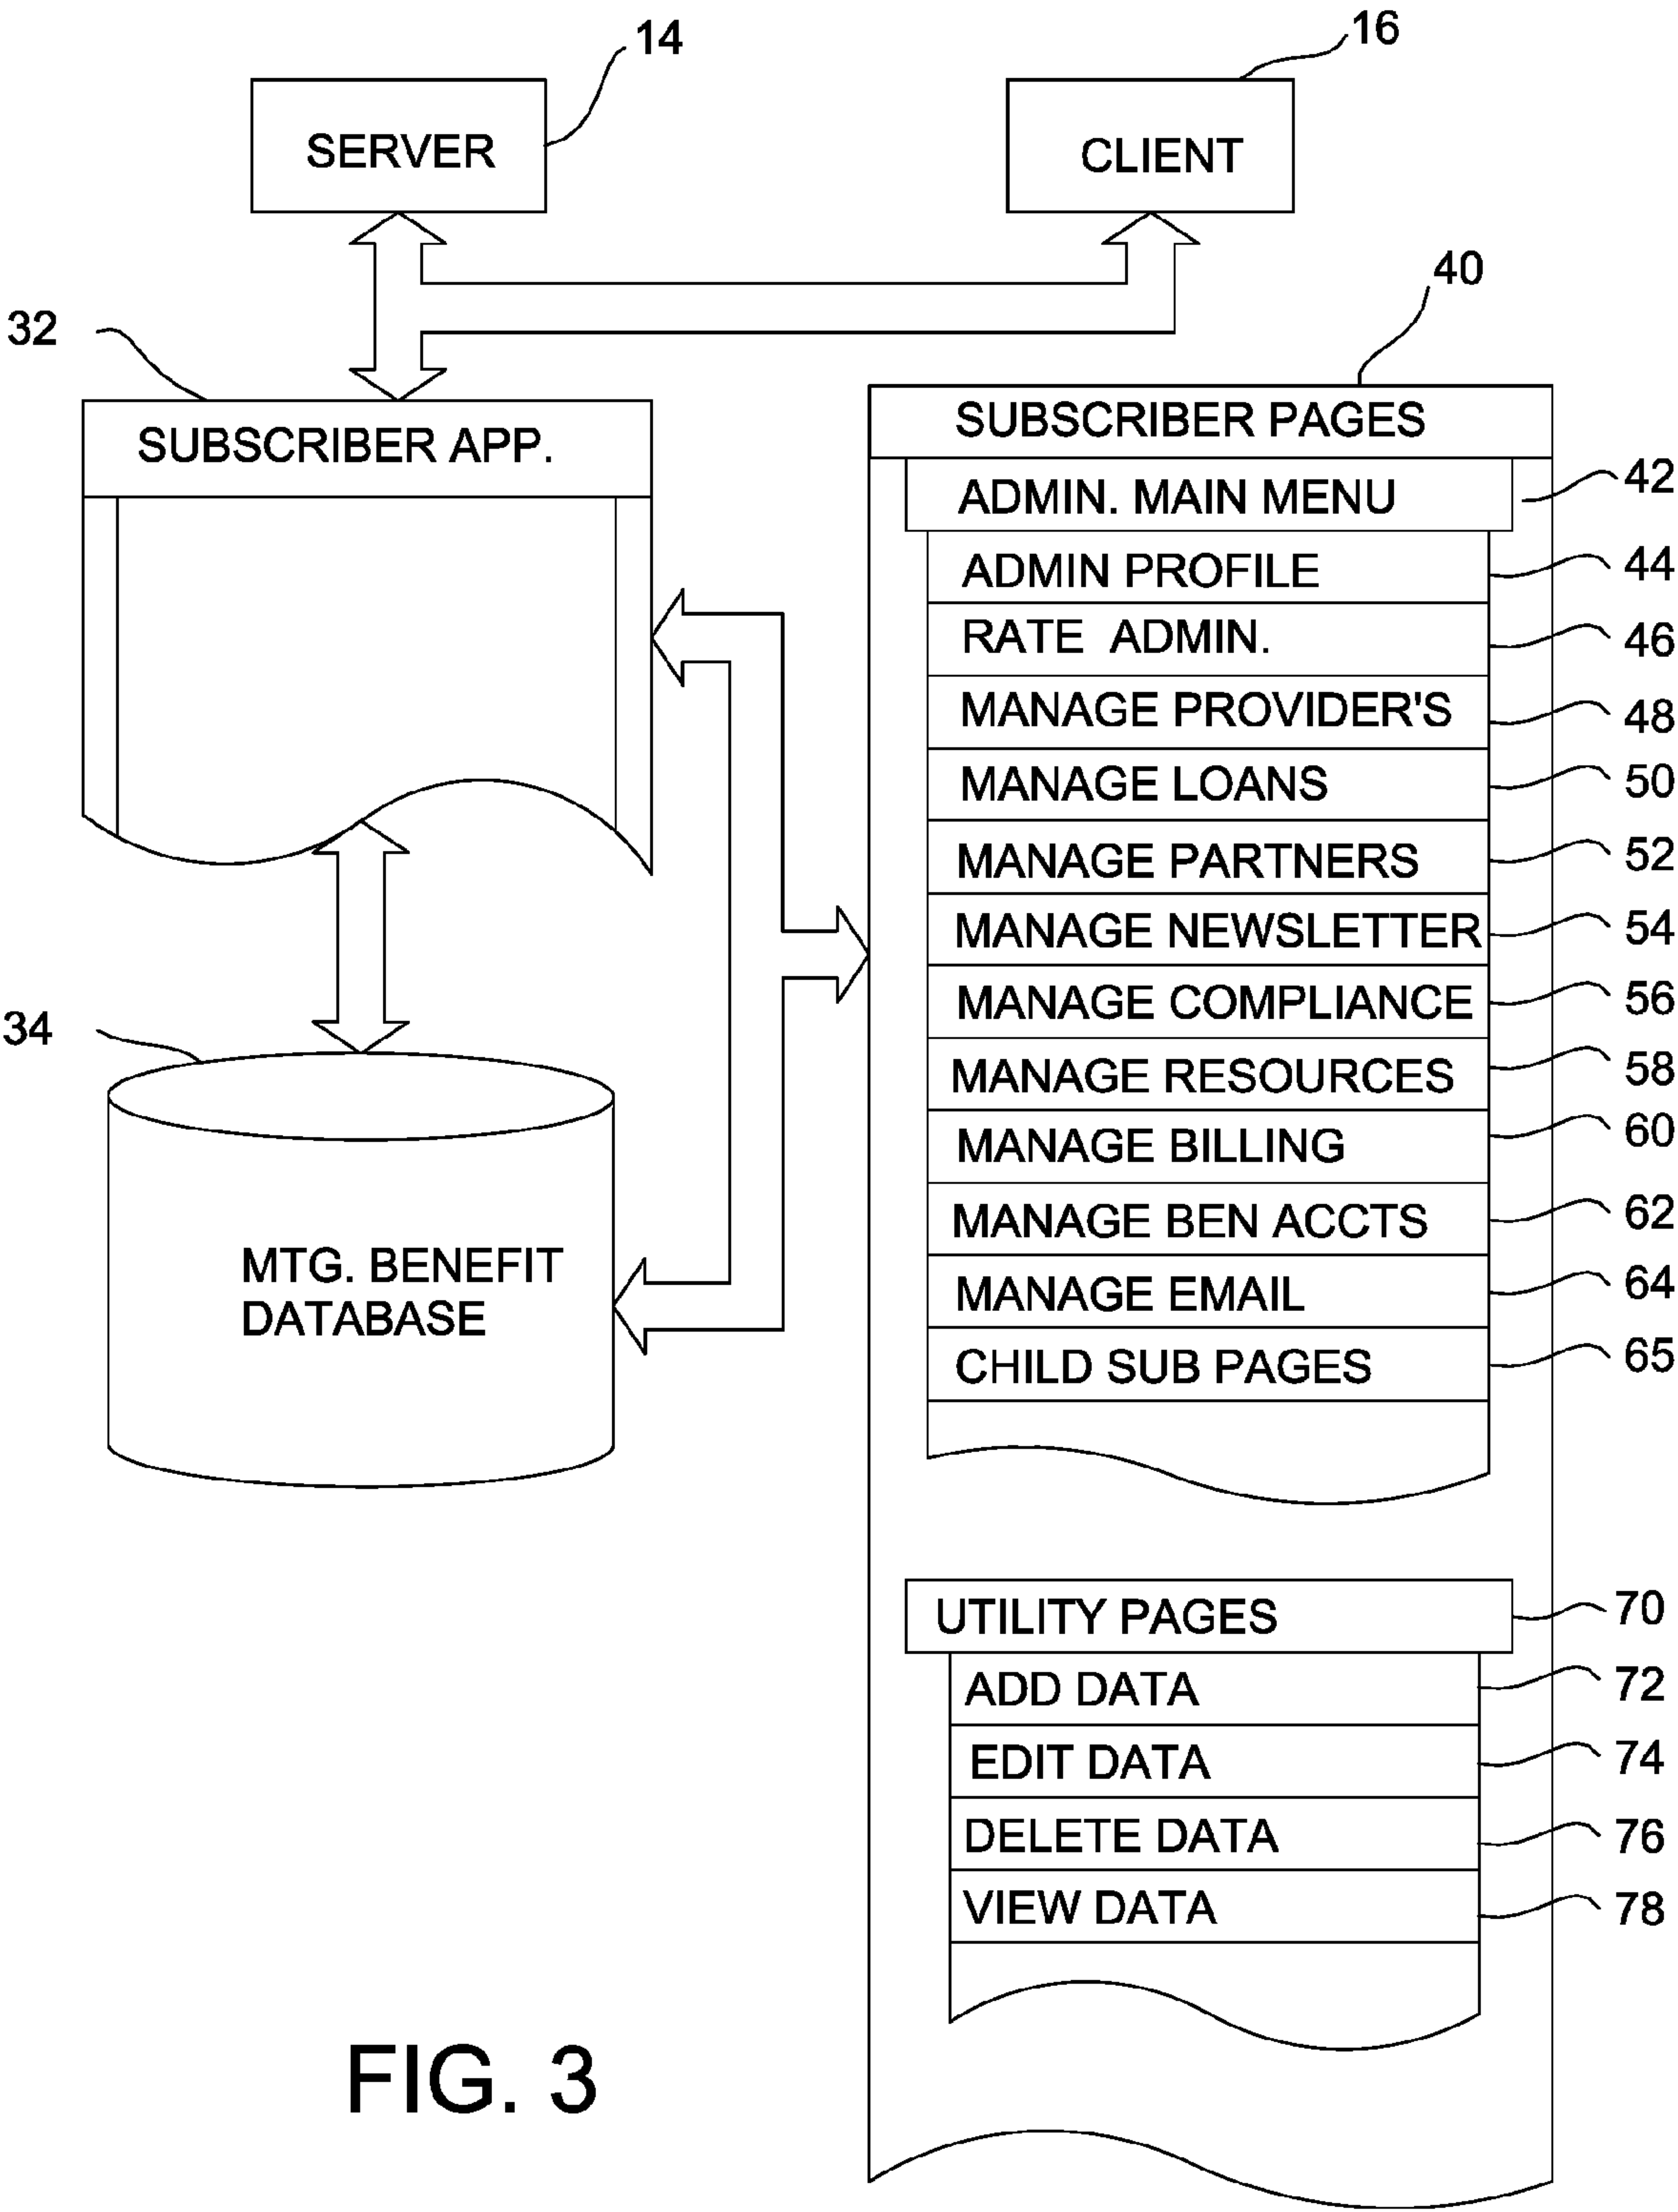 14
16
SERVER
CLIENT
40
32
SUBSCRIBER APP.
SUBSCRIBER PAGES
ADMIN. MAIN MENU
42
ADMIN PROFILE
44
RATE ADMIN.
46
MANAGE PROVIDER'S
48
MANAGE LOANS
50
MANAGE PARTNERS
52
MANAGE NEWSLETTER
54
MANAGE COMPLIANCE
56
34
MANAGE RESOURCES
58
MANAGE BILLING
60
MANAGE BEN ACCTS
62
MTG. BENEFIT
DATABASE
MANAGE EMAIL
64
CHILD SUB PAGES
65
UTILITY PAGES
70
ADD DATA
72
EDIT DATA
74
DELETE DATA
76
VIEW DATA
78
FIG. 3